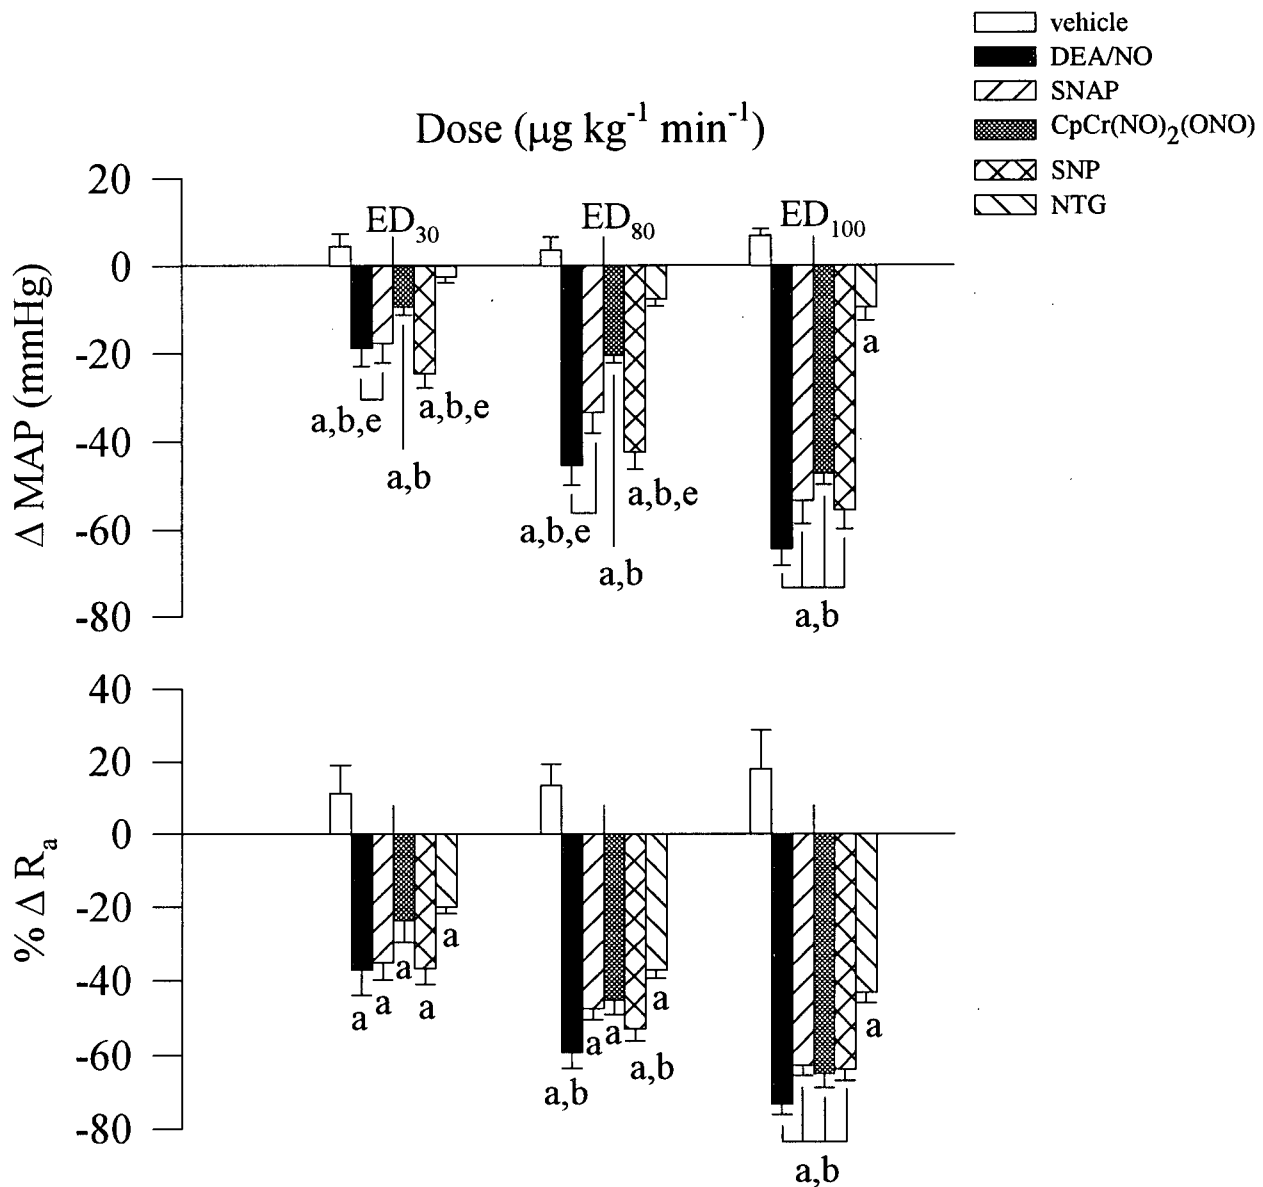 vehicle
DEA/NO
SNAP
CpCr(NO)₂(ONO)
SNP
NTG
Dose (μg kg⁻¹ min⁻¹)
ED₃₀ ED₈₀ ED₁₀₀
Δ MAP (mmHg)
20
0
-20
-40
-60
-80
a,b,e
a,b
a,b,e
a,b,e
a,b
a,b,e
a
a,b
% Δ Rₐ
40
20
0
-20
-40
-60
-80
a
a
a
a
a
a,b
a
a
a,b
a
a
a,b